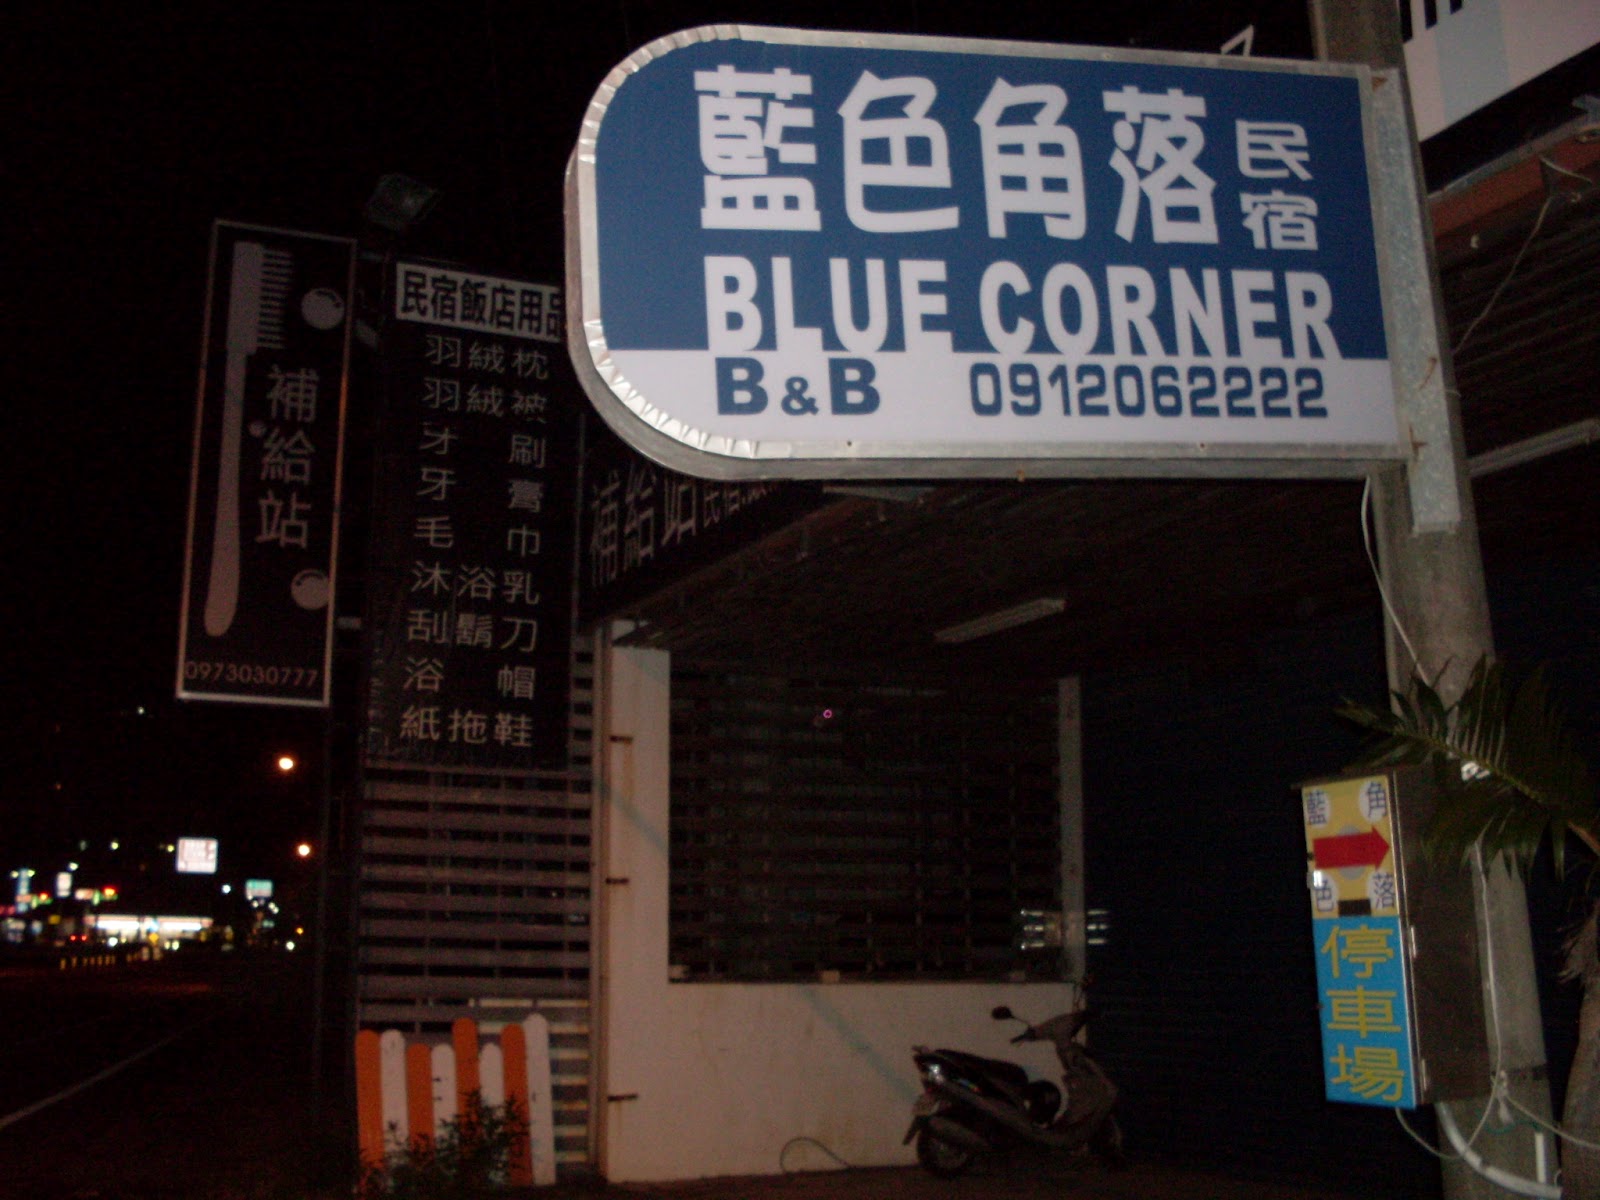 藍色角落民宿
BLUE CORNER
B&B 0912062222
補給站
0973030777
民宿飯店用品
羽絨枕
羽絨被
牙刷
牙膏
毛巾
沐浴乳
刮鬍刀
浴帽
紙拖鞋
補給站民宿
藍角
色落
停車場